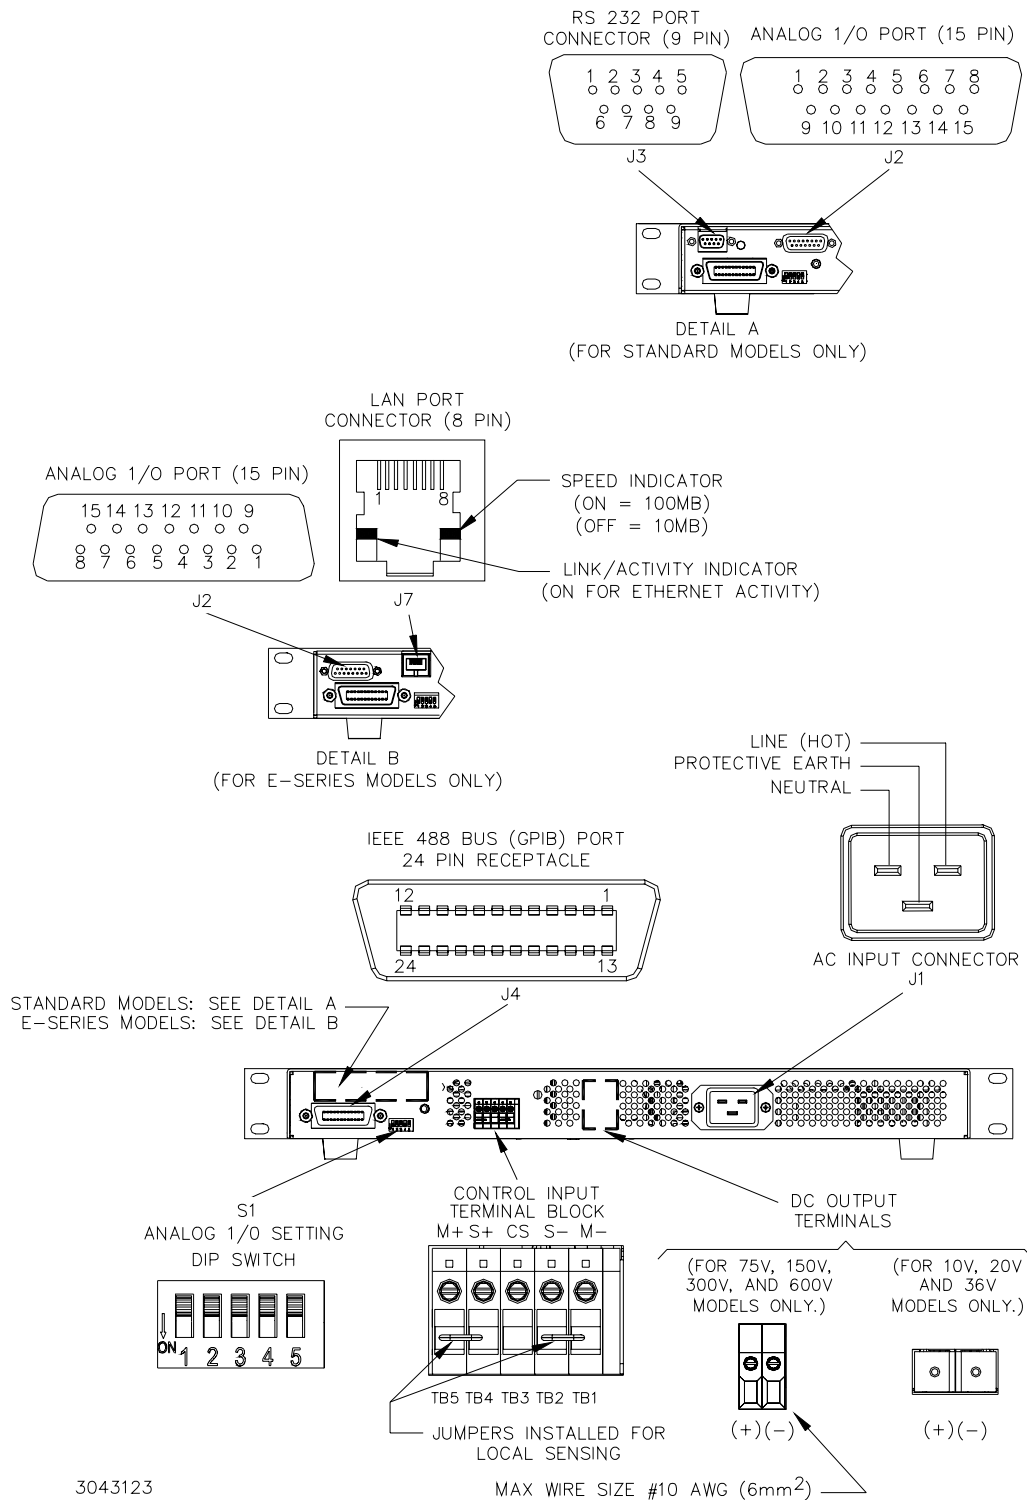 RS 232 PORT
CONNECTOR (9 PIN)
ANALOG 1/O PORT (15 PIN)
1 2 3 4 5
6 7 8 9
1 2 3 4 5 6 7 8
9 10 11 12 13 14 15
J3
J2
DETAIL A
(FOR STANDARD MODELS ONLY)
LAN PORT
CONNECTOR (8 PIN)
ANALOG 1/O PORT (15 PIN)
15 14 13 12 11 10 9
8 7 6 5 4 3 2 1
1 8
SPEED INDICATOR
(ON = 100MB)
(OFF = 10MB)
LINK/ACTIVITY INDICATOR
(ON FOR ETHERNET ACTIVITY)
J2
J7
DETAIL B
(FOR E-SERIES MODELS ONLY)
LINE (HOT)
PROTECTIVE EARTH
NEUTRAL
IEEE 488 BUS (GPIB) PORT
24 PIN RECEPTACLE
12 1
24 13
J4
AC INPUT CONNECTOR
J1
STANDARD MODELS: SEE DETAIL A
E-SERIES MODELS: SEE DETAIL B
S1
ANALOG 1/O SETTING
DIP SWITCH
ON
1 2 3 4 5
CONTROL INPUT
TERMINAL BLOCK
M+ S+ CS S- M-
TB5 TB4 TB3 TB2 TB1
JUMPERS INSTALLED FOR
LOCAL SENSING
DC OUTPUT
TERMINALS
(FOR 75V, 150V,
300V, AND 600V
MODELS ONLY.)
(+)(-)
(FOR 10V, 20V
AND 36V
MODELS ONLY.)
(+)(-)
MAX WIRE SIZE #10 AWG (6mm²)
3043123